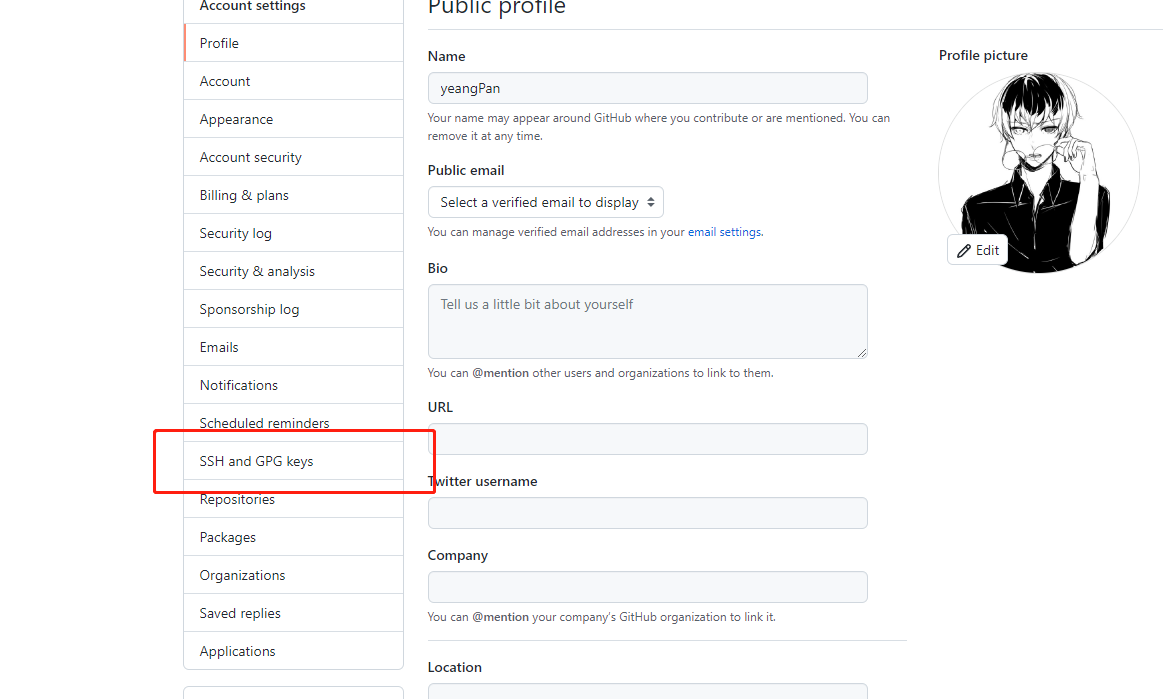 Account settings
Profile
Account
Appearance
Account security
Billing & plans
Security log
Security & analysis
Sponsorship log
Emails
Notifications
Scheduled reminders
SSH and GPG keys
Repositories
Packages
Organizations
Saved replies
Applications
Public profile
Name
yeangPan
Your name may appear around GitHub where you contribute or are mentioned. You can
remove it at any time.
Public email
Select a verified email to display
You can manage verified email addresses in your email settings.
Bio
Tell us a little bit about yourself
You can @mention other users and organizations to link to them.
URL
Twitter username
Company
You can @mention your company's GitHub organization to link it.
Location
Profile picture
Edit